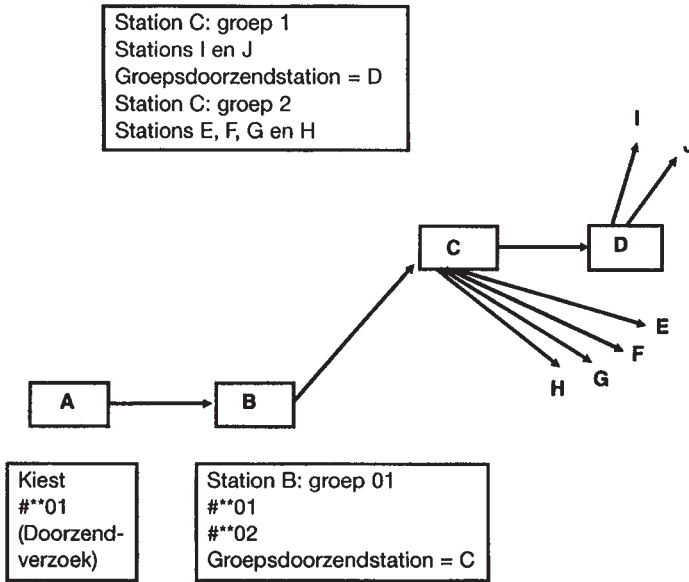 Station C: groep 1
Stations I en J
Groepsdoorzendstation = D
Station C: groep 2
Stations E, F, G en H
I
J
C
D
E
F
G
H
A
B
Kiest
#**01
(Doorzend-
verzoek)
Station B: groep 01
#**01
#**02
Groepsdoorzendstation = C